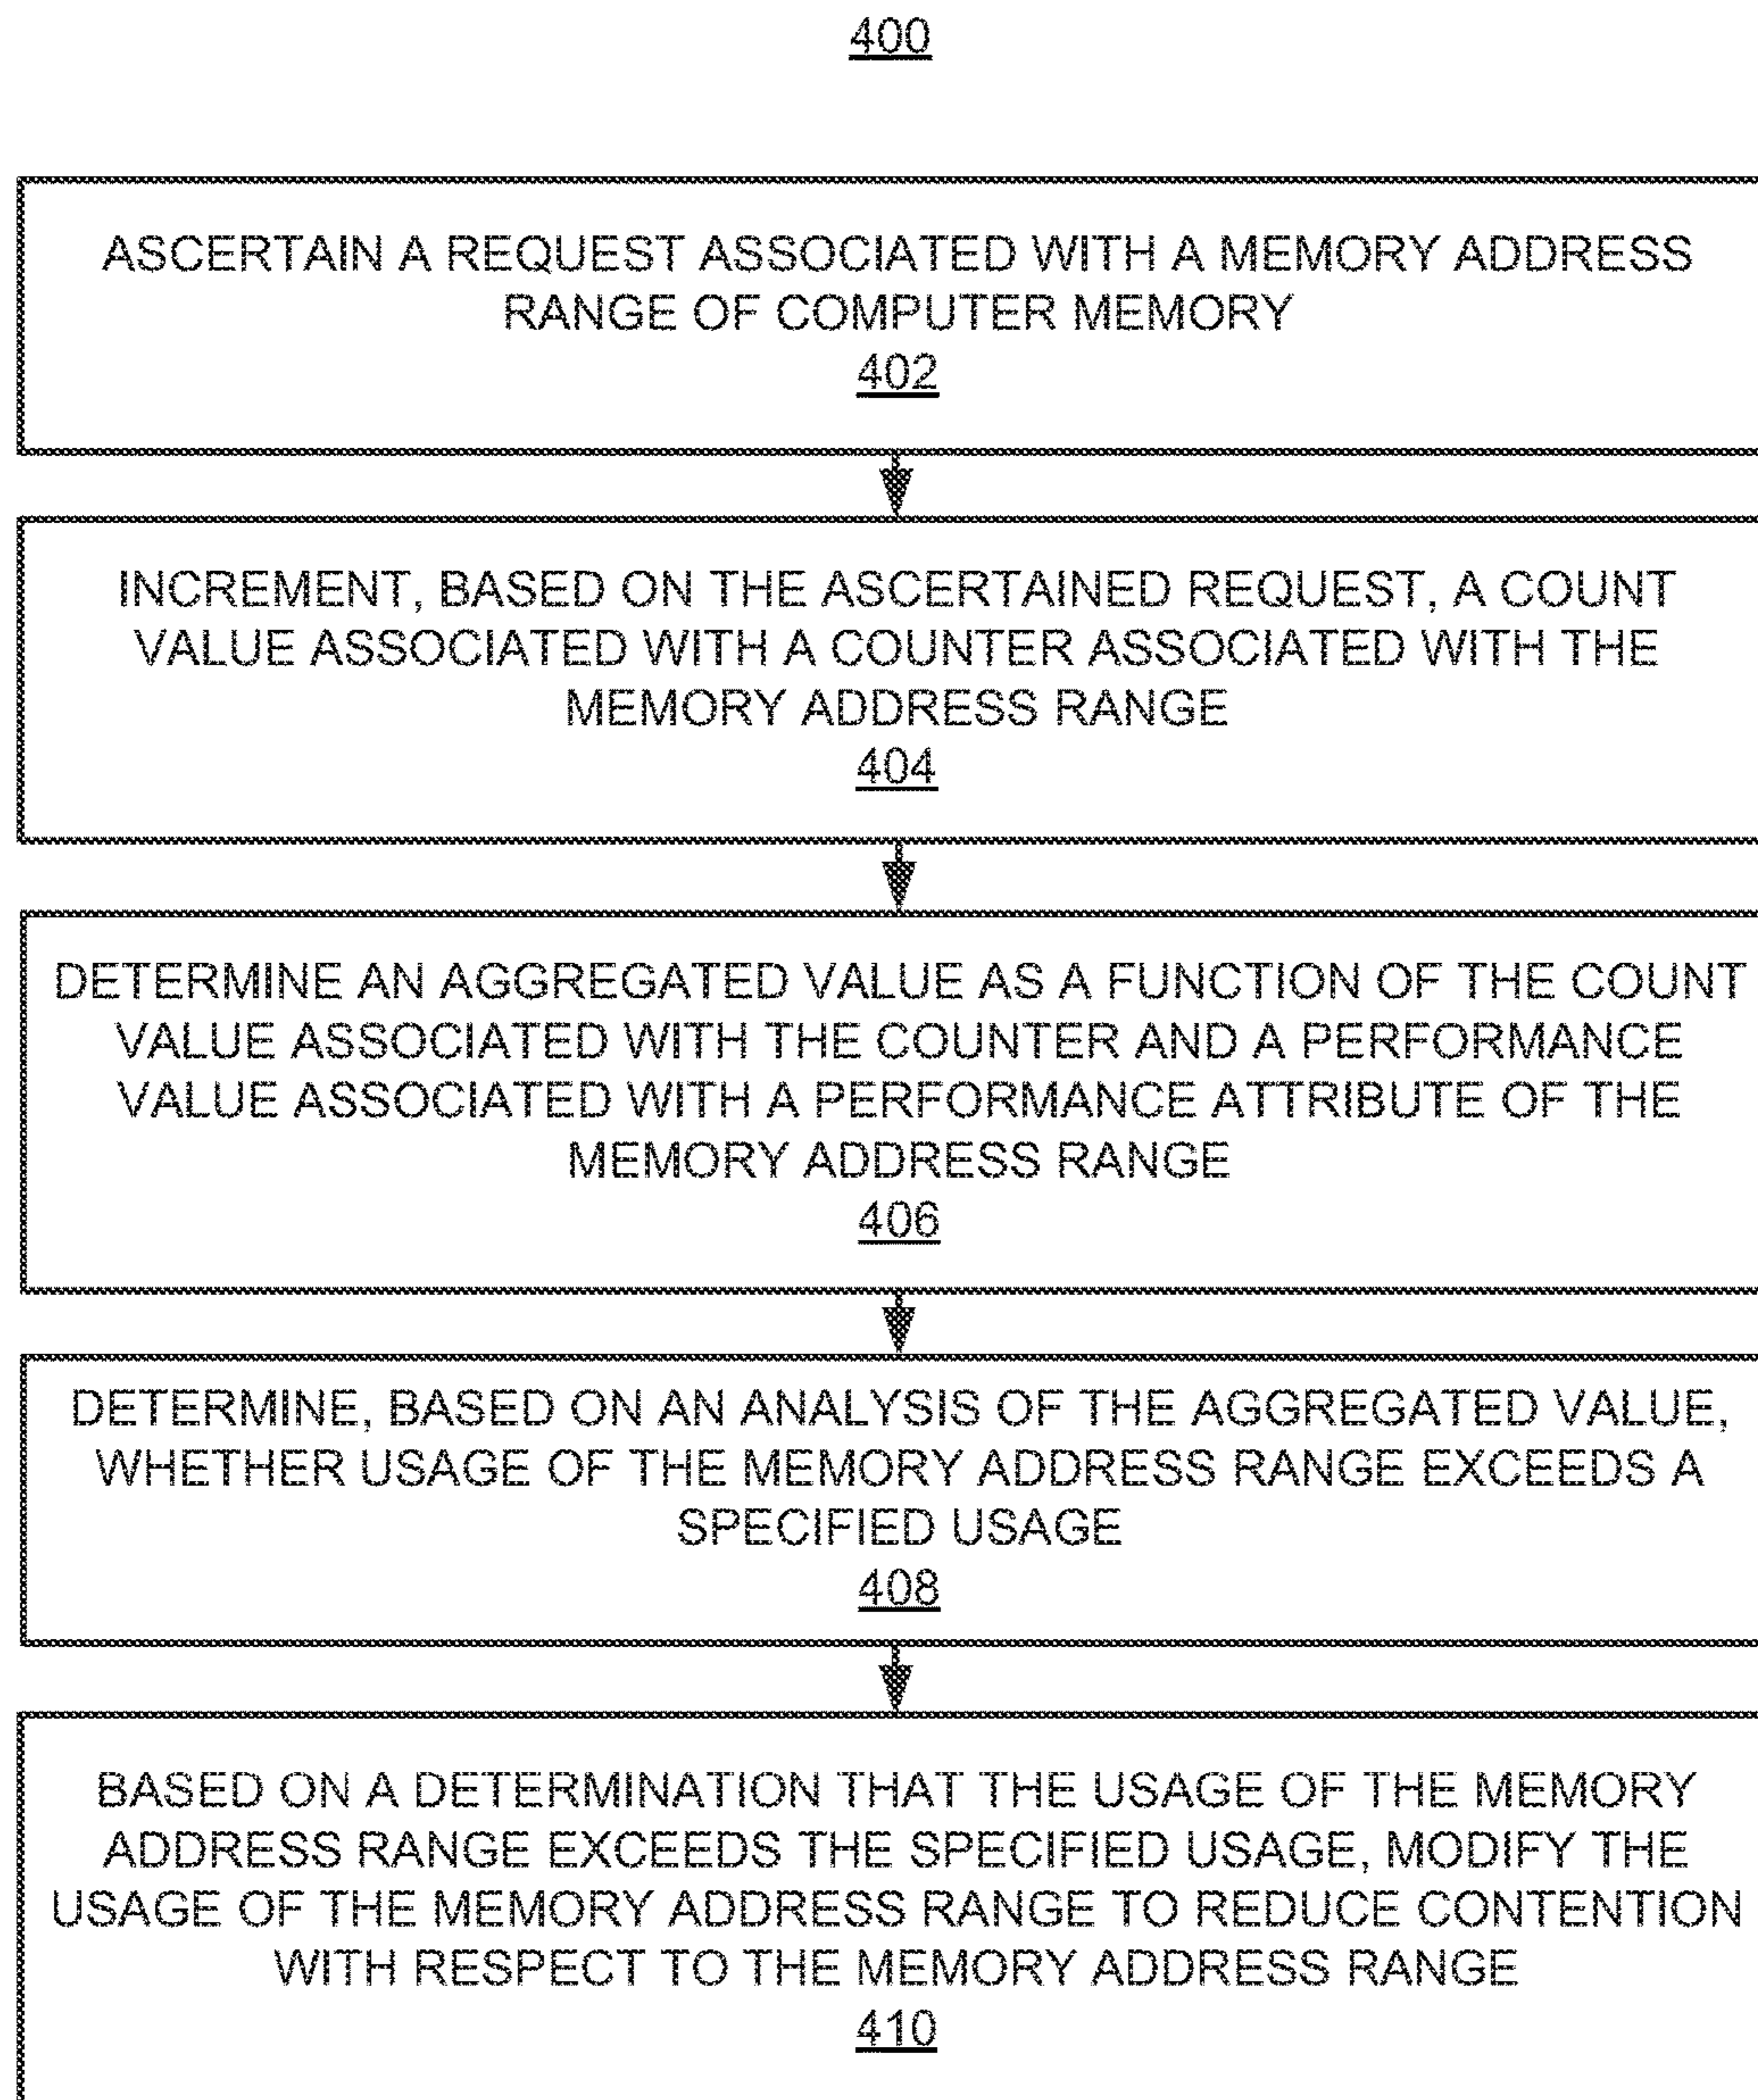 400
ASCERTAIN A REQUEST ASSOCIATED WITH A MEMORY ADDRESS
RANGE OF COMPUTER MEMORY
402
INCREMENT, BASED ON THE ASCERTAINED REQUEST, A COUNT
VALUE ASSOCIATED WITH A COUNTER ASSOCIATED WITH THE
MEMORY ADDRESS RANGE
404
DETERMINE AN AGGREGATED VALUE AS A FUNCTION OF THE COUNT
VALUE ASSOCIATED WITH THE COUNTER AND A PERFORMANCE
VALUE ASSOCIATED WITH A PERFORMANCE ATTRIBUTE OF THE
MEMORY ADDRESS RANGE
406
DETERMINE, BASED ON AN ANALYSIS OF THE AGGREGATED VALUE,
WHETHER USAGE OF THE MEMORY ADDRESS RANGE EXCEEDS A
SPECIFIED USAGE
408
BASED ON A DETERMINATION THAT THE USAGE OF THE MEMORY
ADDRESS RANGE EXCEEDS THE SPECIFIED USAGE, MODIFY THE
USAGE OF THE MEMORY ADDRESS RANGE TO REDUCE CONTENTION
WITH RESPECT TO THE MEMORY ADDRESS RANGE
410